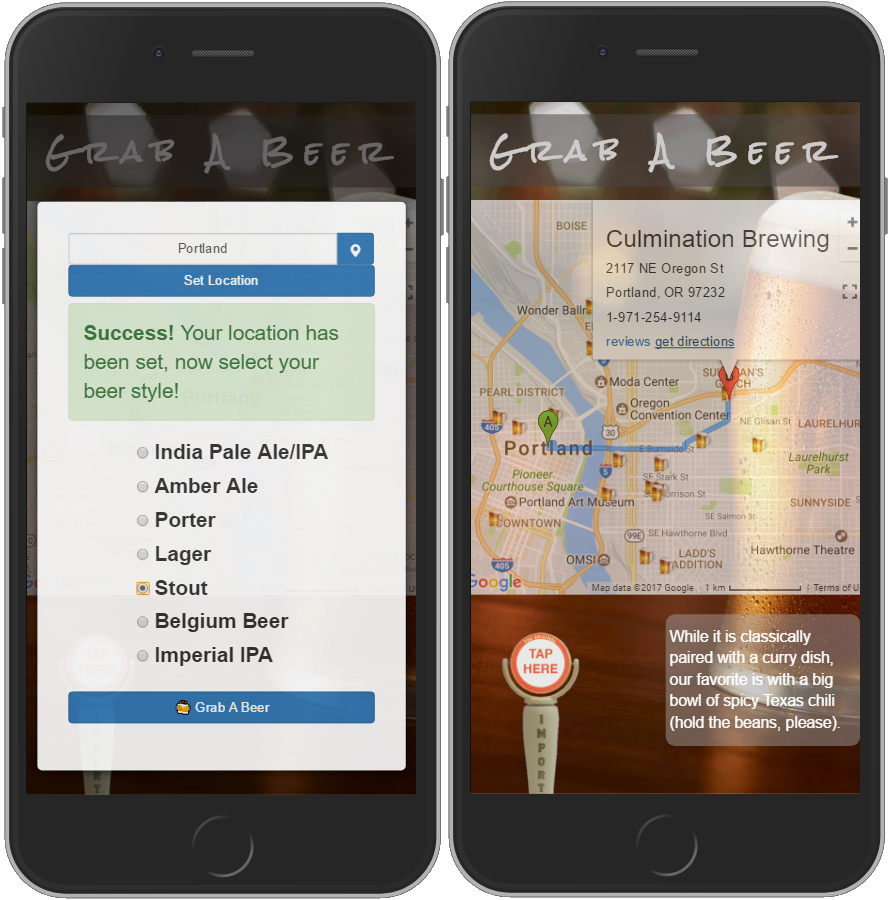 GRAB A BEER
Portland
Set Location
Success! Your location has
been set, now select your
beer style!
India Pale Ale/IPA
Amber Ale
Porter
Lager
Stout
Belgium Beer
Imperial IPA
Grab A Beer
TAP
HERE
IMPORT
GRAB A BEER
BOISE
Culmination Brewing
2117 NE Oregon St
Portland, OR 97232
1-971-254-9114
reviews get directions
+
−
Wonder Ballr
PEARL DISTRICT
Moda Center
Oregon
Convention Center
30
405
A
Portland
E Burnside St
NE Glisan St
LAURELHUR
Laurelhurst
Park
Pioneer
Courthouse Square
5
SE Stark St
Portland Art Museum
SUNNYSIDE
DOWNTOWN
SE Salmon St
99E
SE Hawthorne Blvd
Hawthorne Theatre
OMSI
LADD'S
ADDITION
405
Google
Map data ©2017 Google
1 km
Terms of U
TAP
HERE
IMPORT
While it is classically
paired with a curry dish,
our favorite is with a big
bowl of spicy Texas chili
(hold the beans, please).